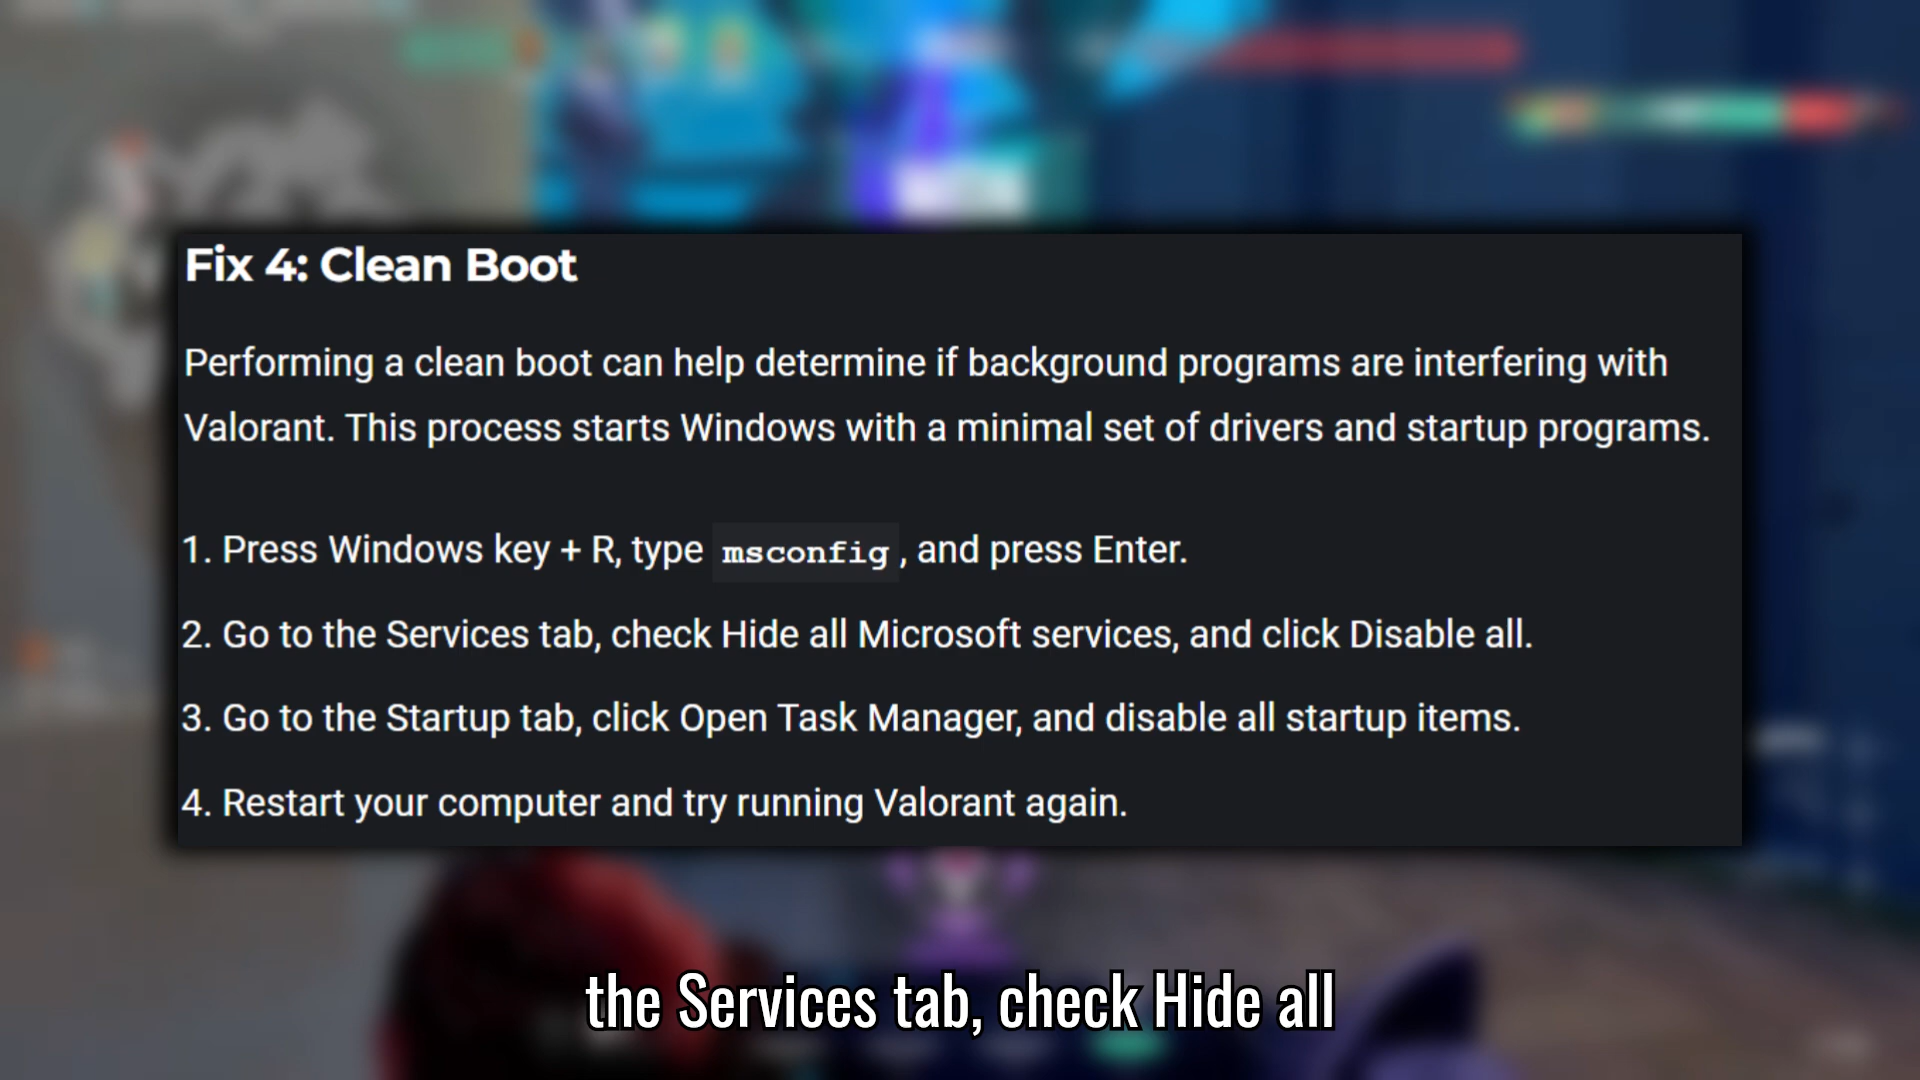 Fix 4: Clean Boot
Performing a clean boot can help determine if background programs are interfering with
Valorant. This process starts Windows with a minimal set of drivers and startup programs.
1. Press Windows key + R, type msconfig, and press Enter.
2. Go to the Services tab, check Hide all Microsoft services, and click Disable all.
3. Go to the Startup tab, click Open Task Manager, and disable all startup items.
4. Restart your computer and try running Valorant again.
the Services tab, check Hide all